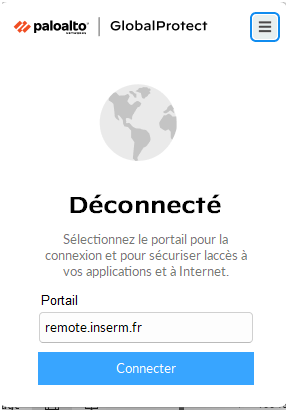 paloalto NETWORKS | GlobalProtect
Déconnecté
Sélectionnez le portail pour la
connexion et pour sécuriser laccès à
vos applications et à Internet.
Portail
remote.inserm.fr
Connecter